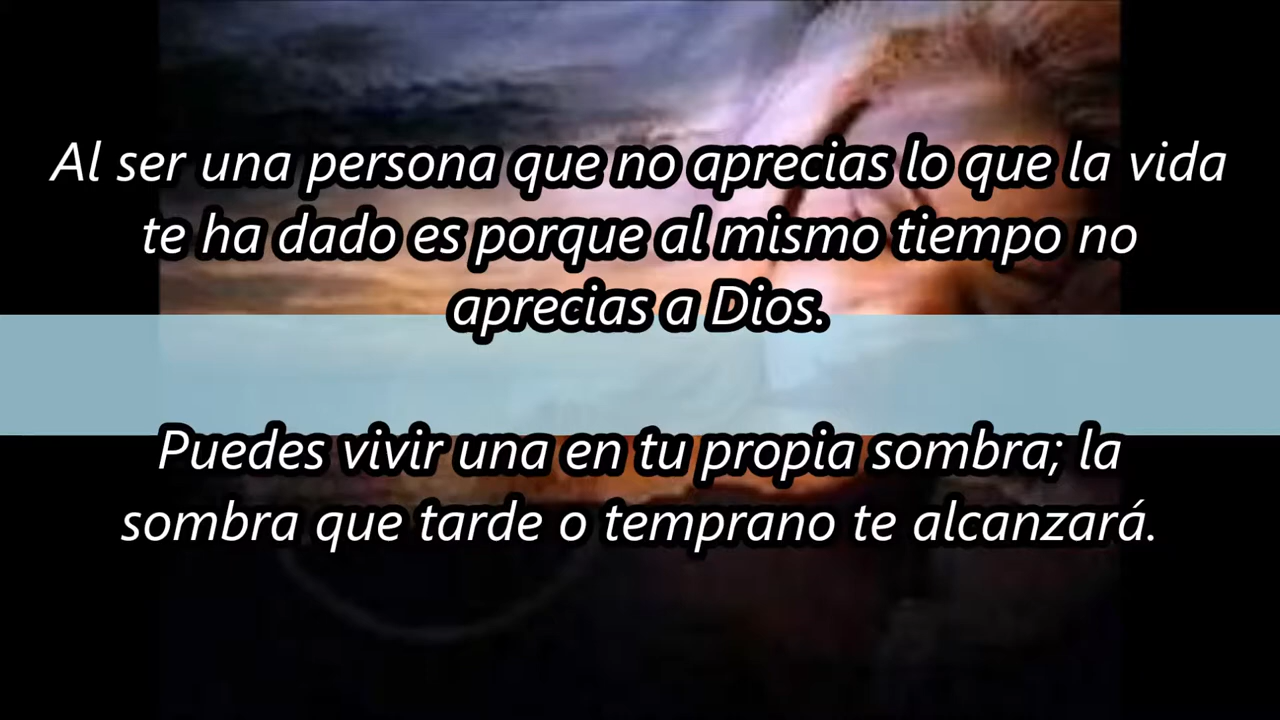 Al ser una persona que no aprecias lo que la vida
te ha dado es porque al mismo tiempo no
aprecias a Dios.
Puedes vivir una en tu propia sombra; la
sombra que tarde o temprano te alcanzará.